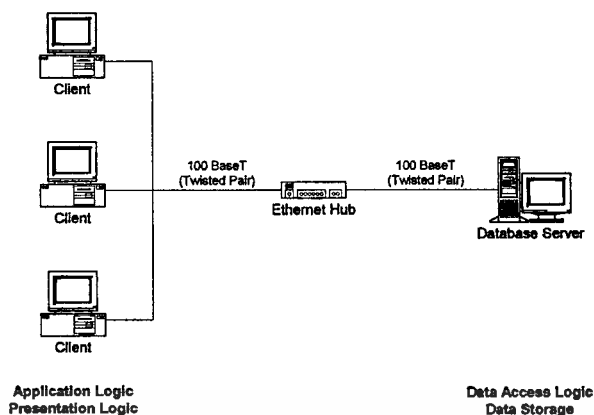 Client
100 BaseT
(Twisted Pair)
100 BaseT
(Twisted Pair)
Client
Ethernet Hub
Database Server
Client
Application Logic
Presentation Logic
Data Access Logic
Data Storage